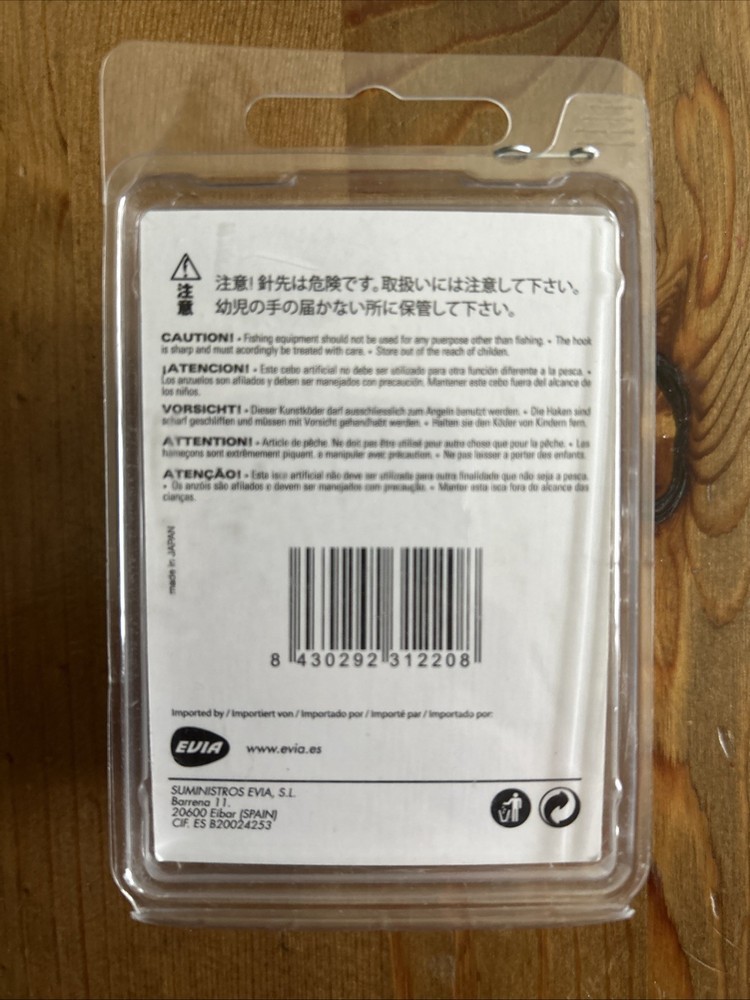 注意
注意! 針先は危険です。取扱いには注意して下さい。
幼児の手の届かない所に保管して下さい。
CAUTION! • Fishing equipment should not be used for any puerpose other than fishing. • The hook
is sharp and must acordingly be treated with care. • Store out of the reach of childen.
¡ATENCION! • Este cebo artificial no debe ser utilizado para otra función diferente a la pesca. •
Los anzuelos son afilados y deben ser manejados con precaución. Mantener este cebo fuera del alcance de
los niños.
VORSICHT! • Dieser Kunstköder darf ausschliesslich zum Angeln benutzt werden. • Die Haken sind
scharf geschliffen und müssen mit Vorsicht gehandhabt werden. • Halten sie den Köder von Kindern fern.
ATTENTION! • Article de pêche. Ne doit pas être utilisé pour autre chose que pour la pêche. • Les
hameçons sont extrêmement piquant, a manipuler avec précaution. • Ne pas laisser a porter des enfants.
ATENÇÃO! • Este isco artificial não deve ser utilizado para outra finalidade que não seja a pesca.
• Os anzóis são afilados e devem ser manejados com precaução. • Manter esta isca fora do alcance das
crianças.
made in JAPAN
8 430292 312208
Imported by / Importiert von / Importado por / Importé par / Importado por:
EVIA www.evia.es
SUMINISTROS EVIA, S.L.
Barrena 11.
20600 Eibar (SPAIN)
CIF. ES B20024253